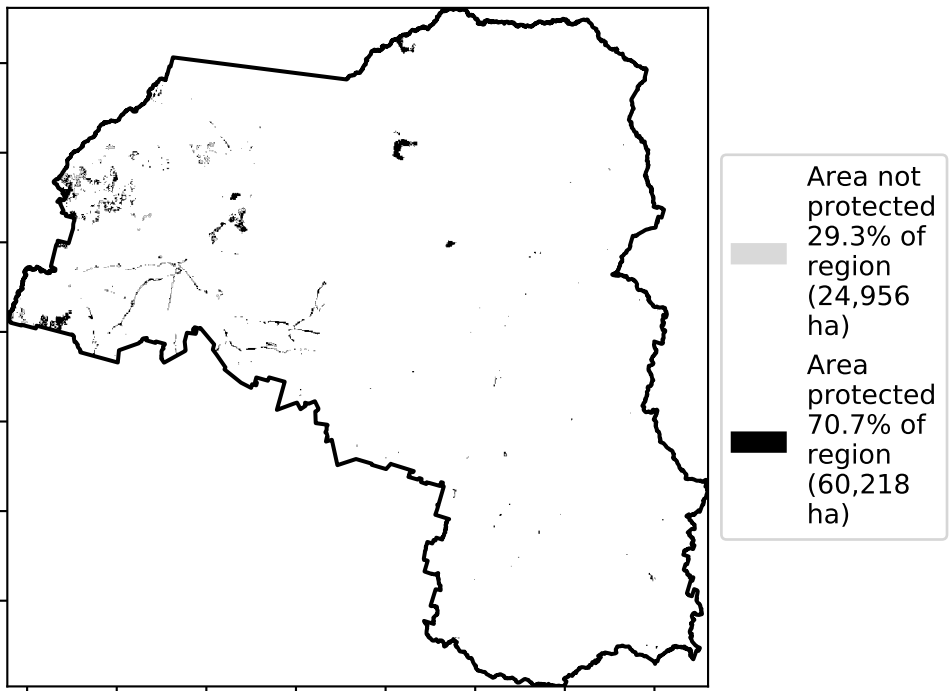 Area not
protected
29.3% of
region
(24,956
ha)
Area
protected
70.7% of
region
(60,218
ha)